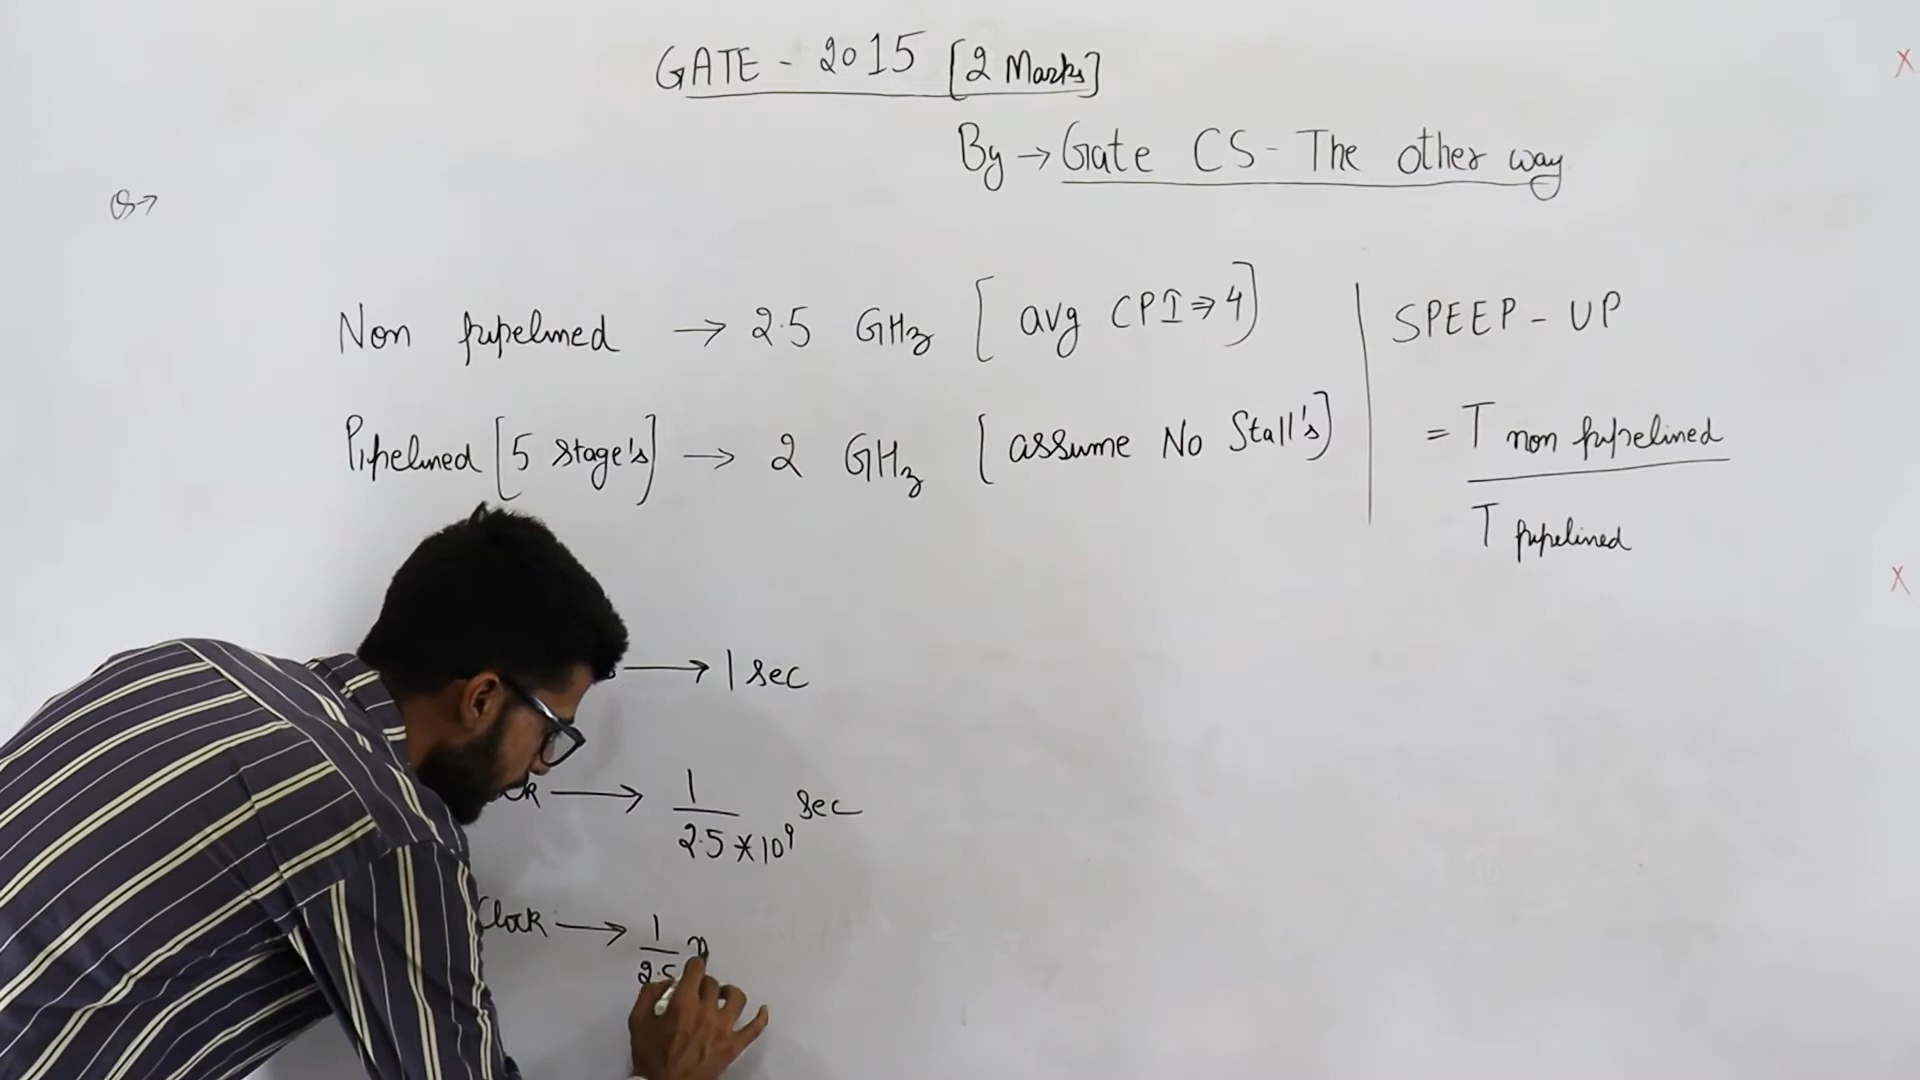 GATE - 2015 [2 Marks]
By → Gate CS - The other way
Q→
Non pipelined → 2.5 GHz [avg CPI ⇒ 4]
Pipelined [5 stage's] → 2 GHz [assume No Stall's]
SPEEP - UP
= T non pipelined
T pipelined
→ 1 sec
→ 1
2.5 * 10⁹ sec
Clock → 1
2.5